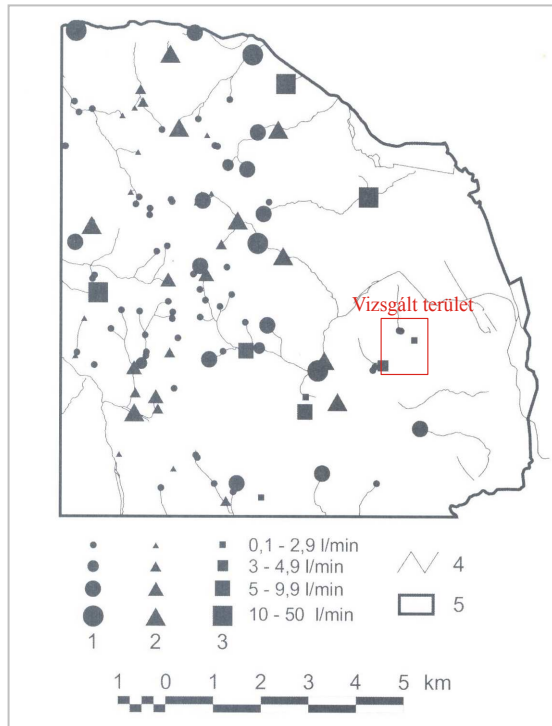 Vizsgált terület
0,1 - 2,9 l/min
3 - 4,9 l/min
5 - 9,9 l/min
10 - 50 l/min
1 2 3
4
5
1 0 1 2 3 4 5 km